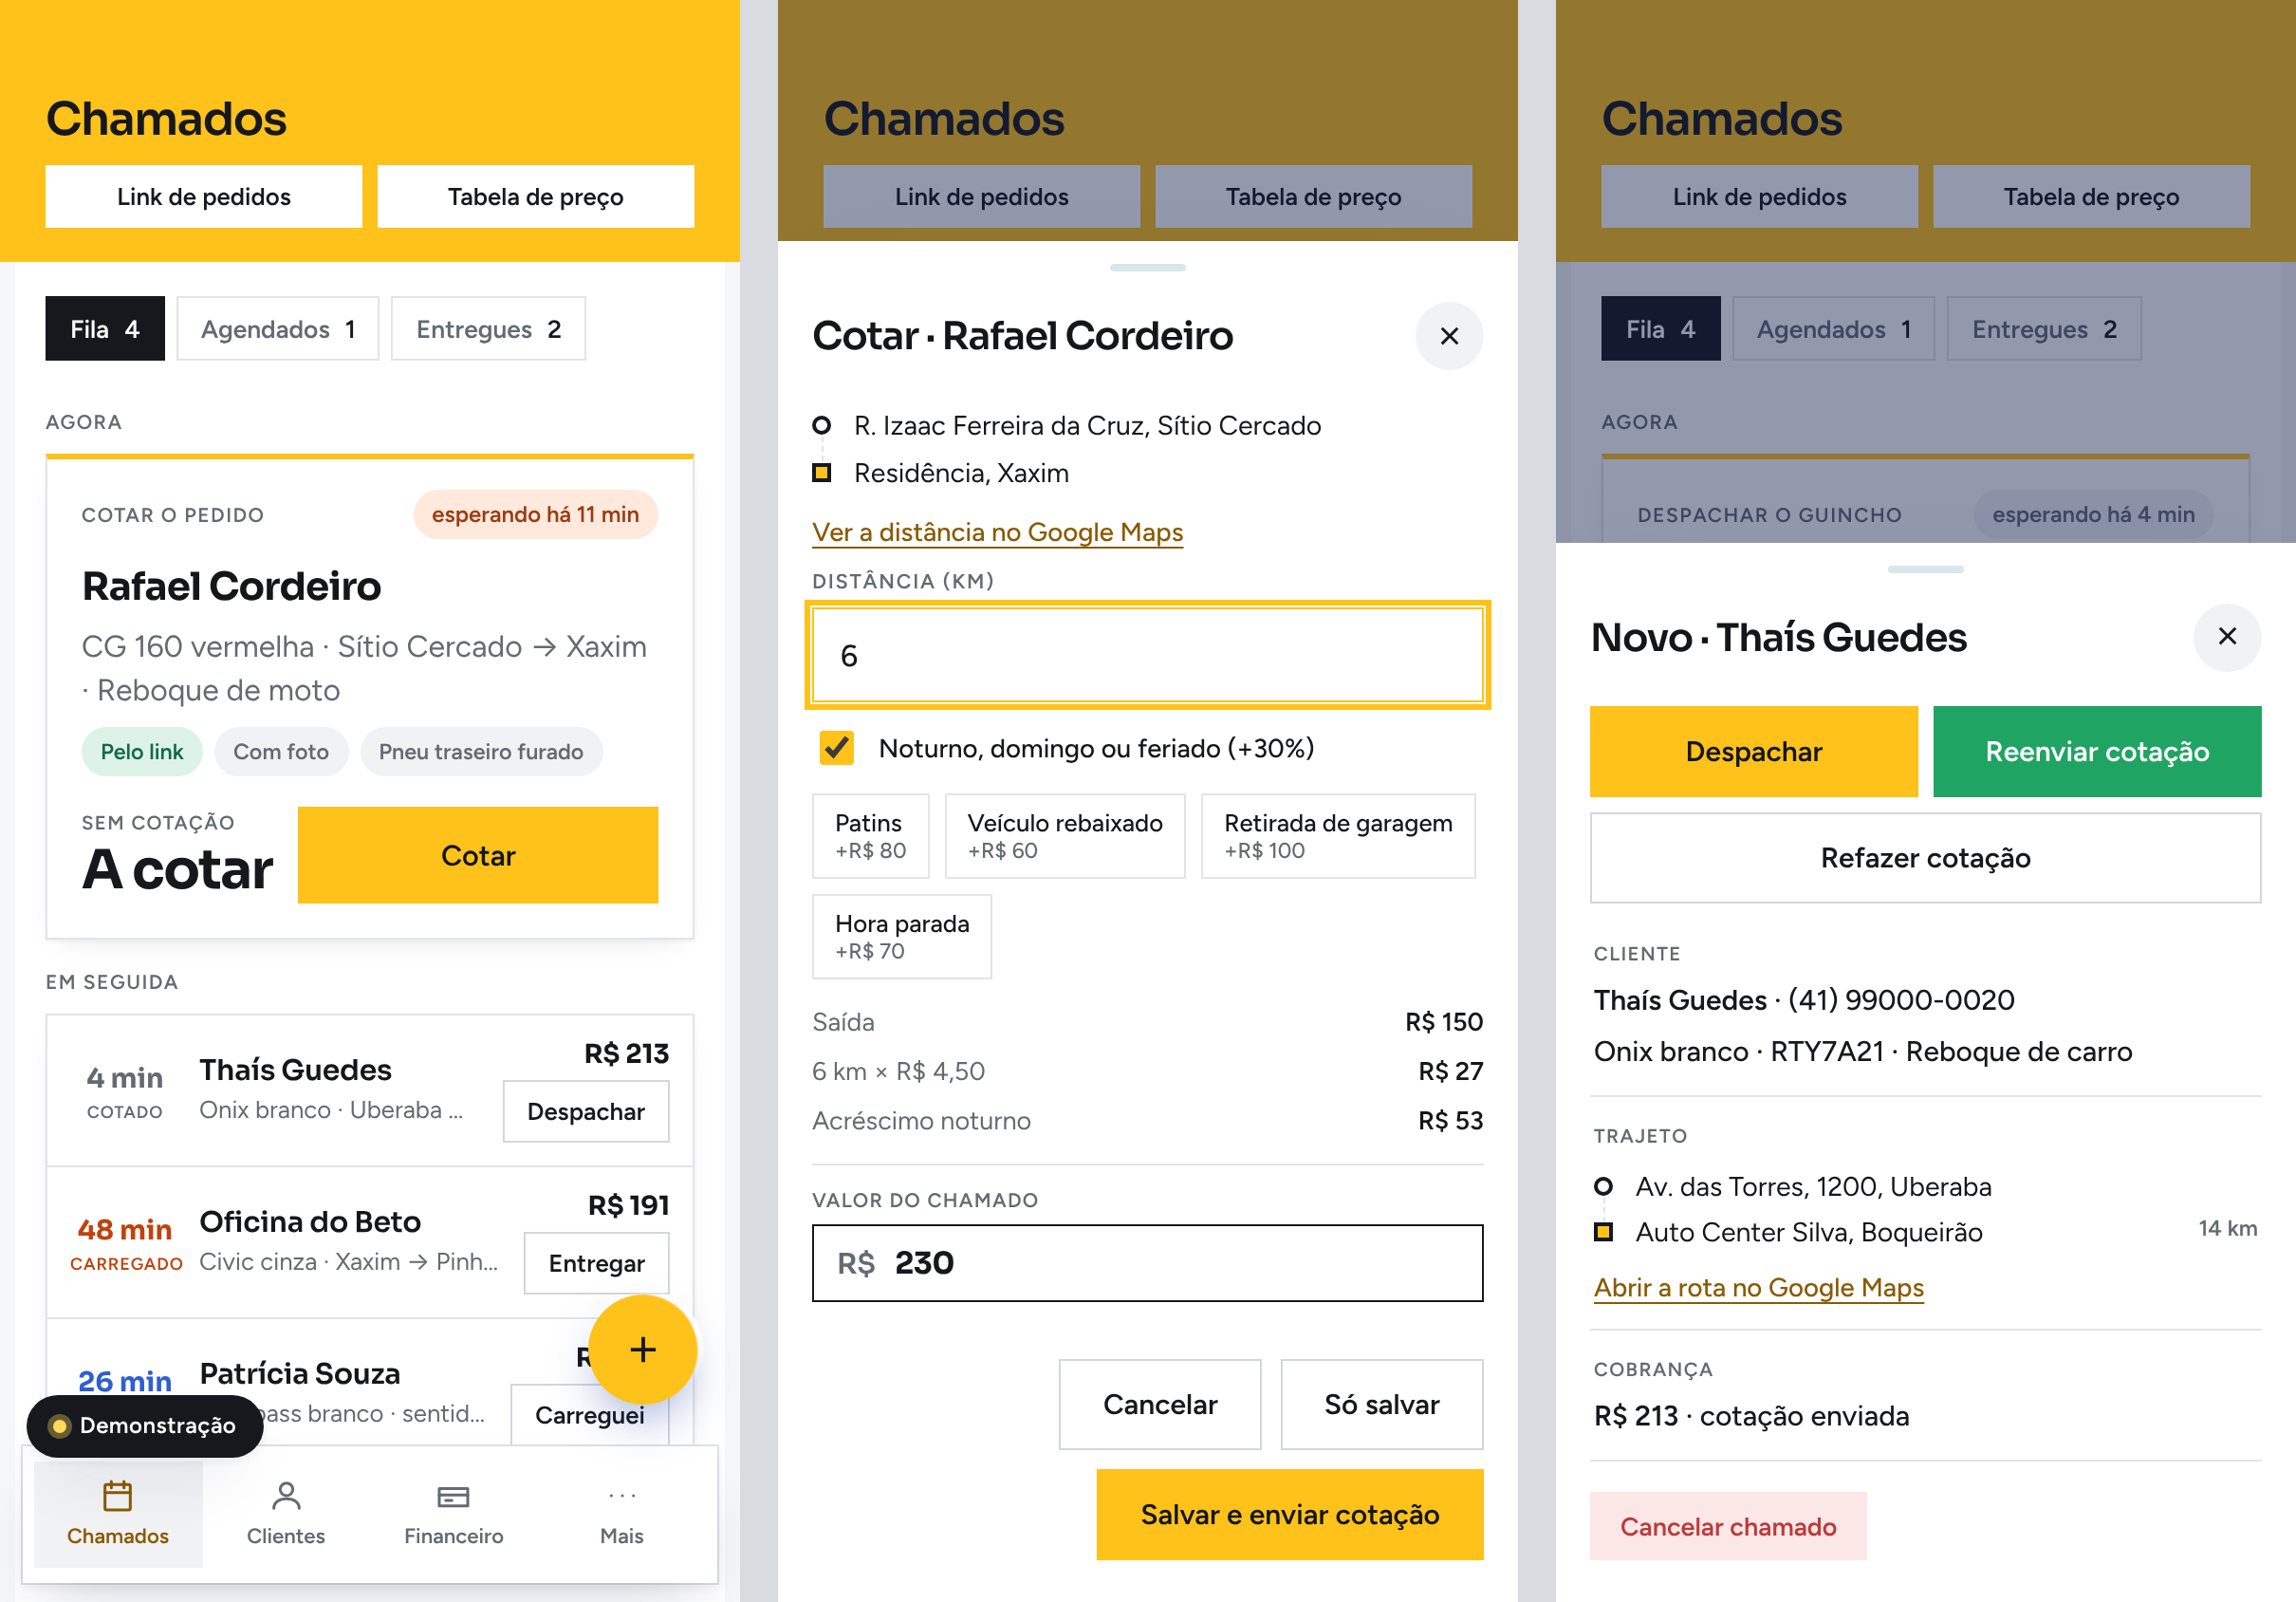 Chamados
Link de pedidos
Tabela de preço
Fila 4
Agendados 1
Entregues 2
AGORA
COTAR O PEDIDO
esperando há 11 min
Rafael Cordeiro
CG 160 vermelha · Sítio Cercado → Xaxim
· Reboque de moto
Pelo link
Com foto
Pneu traseiro furado
SEM COTAÇÃO
A cotar
Cotar
EM SEGUIDA
4 min
COTADO
Thaís Guedes
Onix branco · Uberaba ...
R$ 213
Despachar
48 min
CARREGADO
Oficina do Beto
Civic cinza · Xaxim → Pinh...
R$ 191
Entregar
26 min
Patrícia Souza
branco · sentid...
Carreguei
+
Demonstração
Chamados
Clientes
Financeiro
Mais
Chamados
Link de pedidos
Tabela de preço
Cotar · Rafael Cordeiro
R. Izaac Ferreira da Cruz, Sítio Cercado
Residência, Xaxim
Ver a distância no Google Maps
DISTÂNCIA (KM)
6
Noturno, domingo ou feriado (+30%)
Patins
+R$ 80
Veículo rebaixado
+R$ 60
Retirada de garagem
+R$ 100
Hora parada
+R$ 70
Saída
R$ 150
6 km × R$ 4,50
R$ 27
Acréscimo noturno
R$ 53
VALOR DO CHAMADO
R$ 230
Cancelar
Só salvar
Salvar e enviar cotação
Chamados
Link de pedidos
Tabela de preço
Fila 4
Agendados 1
Entregues 2
AGORA
DESPACHAR O GUINCHO
esperando há 4 min
Novo · Thaís Guedes
Despachar
Reenviar cotação
Refazer cotação
CLIENTE
Thaís Guedes · (41) 99000-0020
Onix branco · RTY7A21 · Reboque de carro
TRAJETO
Av. das Torres, 1200, Uberaba
Auto Center Silva, Boqueirão
14 km
Abrir a rota no Google Maps
COBRANÇA
R$ 213 · cotação enviada
Cancelar chamado